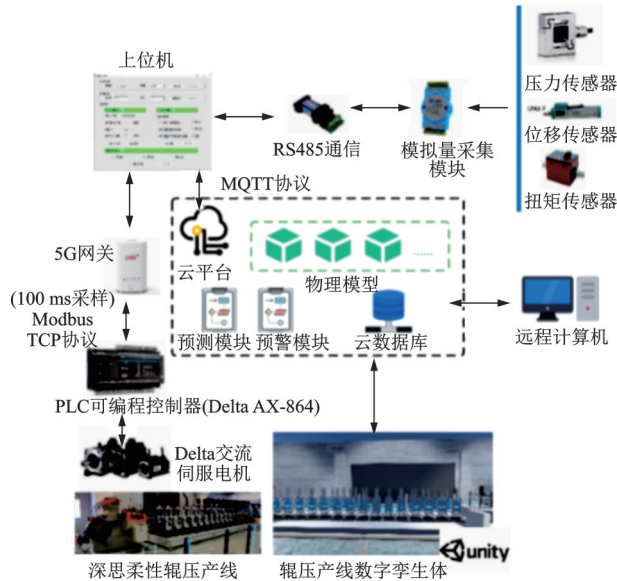 上位机
压力传感器
位移传感器
扭矩传感器
RS485通信
模拟量采集
模块
MQTT协议
5G网关
云平台
物理模型
......
(100 ms采样)
Modbus
TCP协议
预测模块
预警模块
云数据库
远程计算机
PLC可编程控制器(Delta AX-864)
Delta交流
伺服电机
unity
深思柔性辊压产线
辊压产线数字孪生体